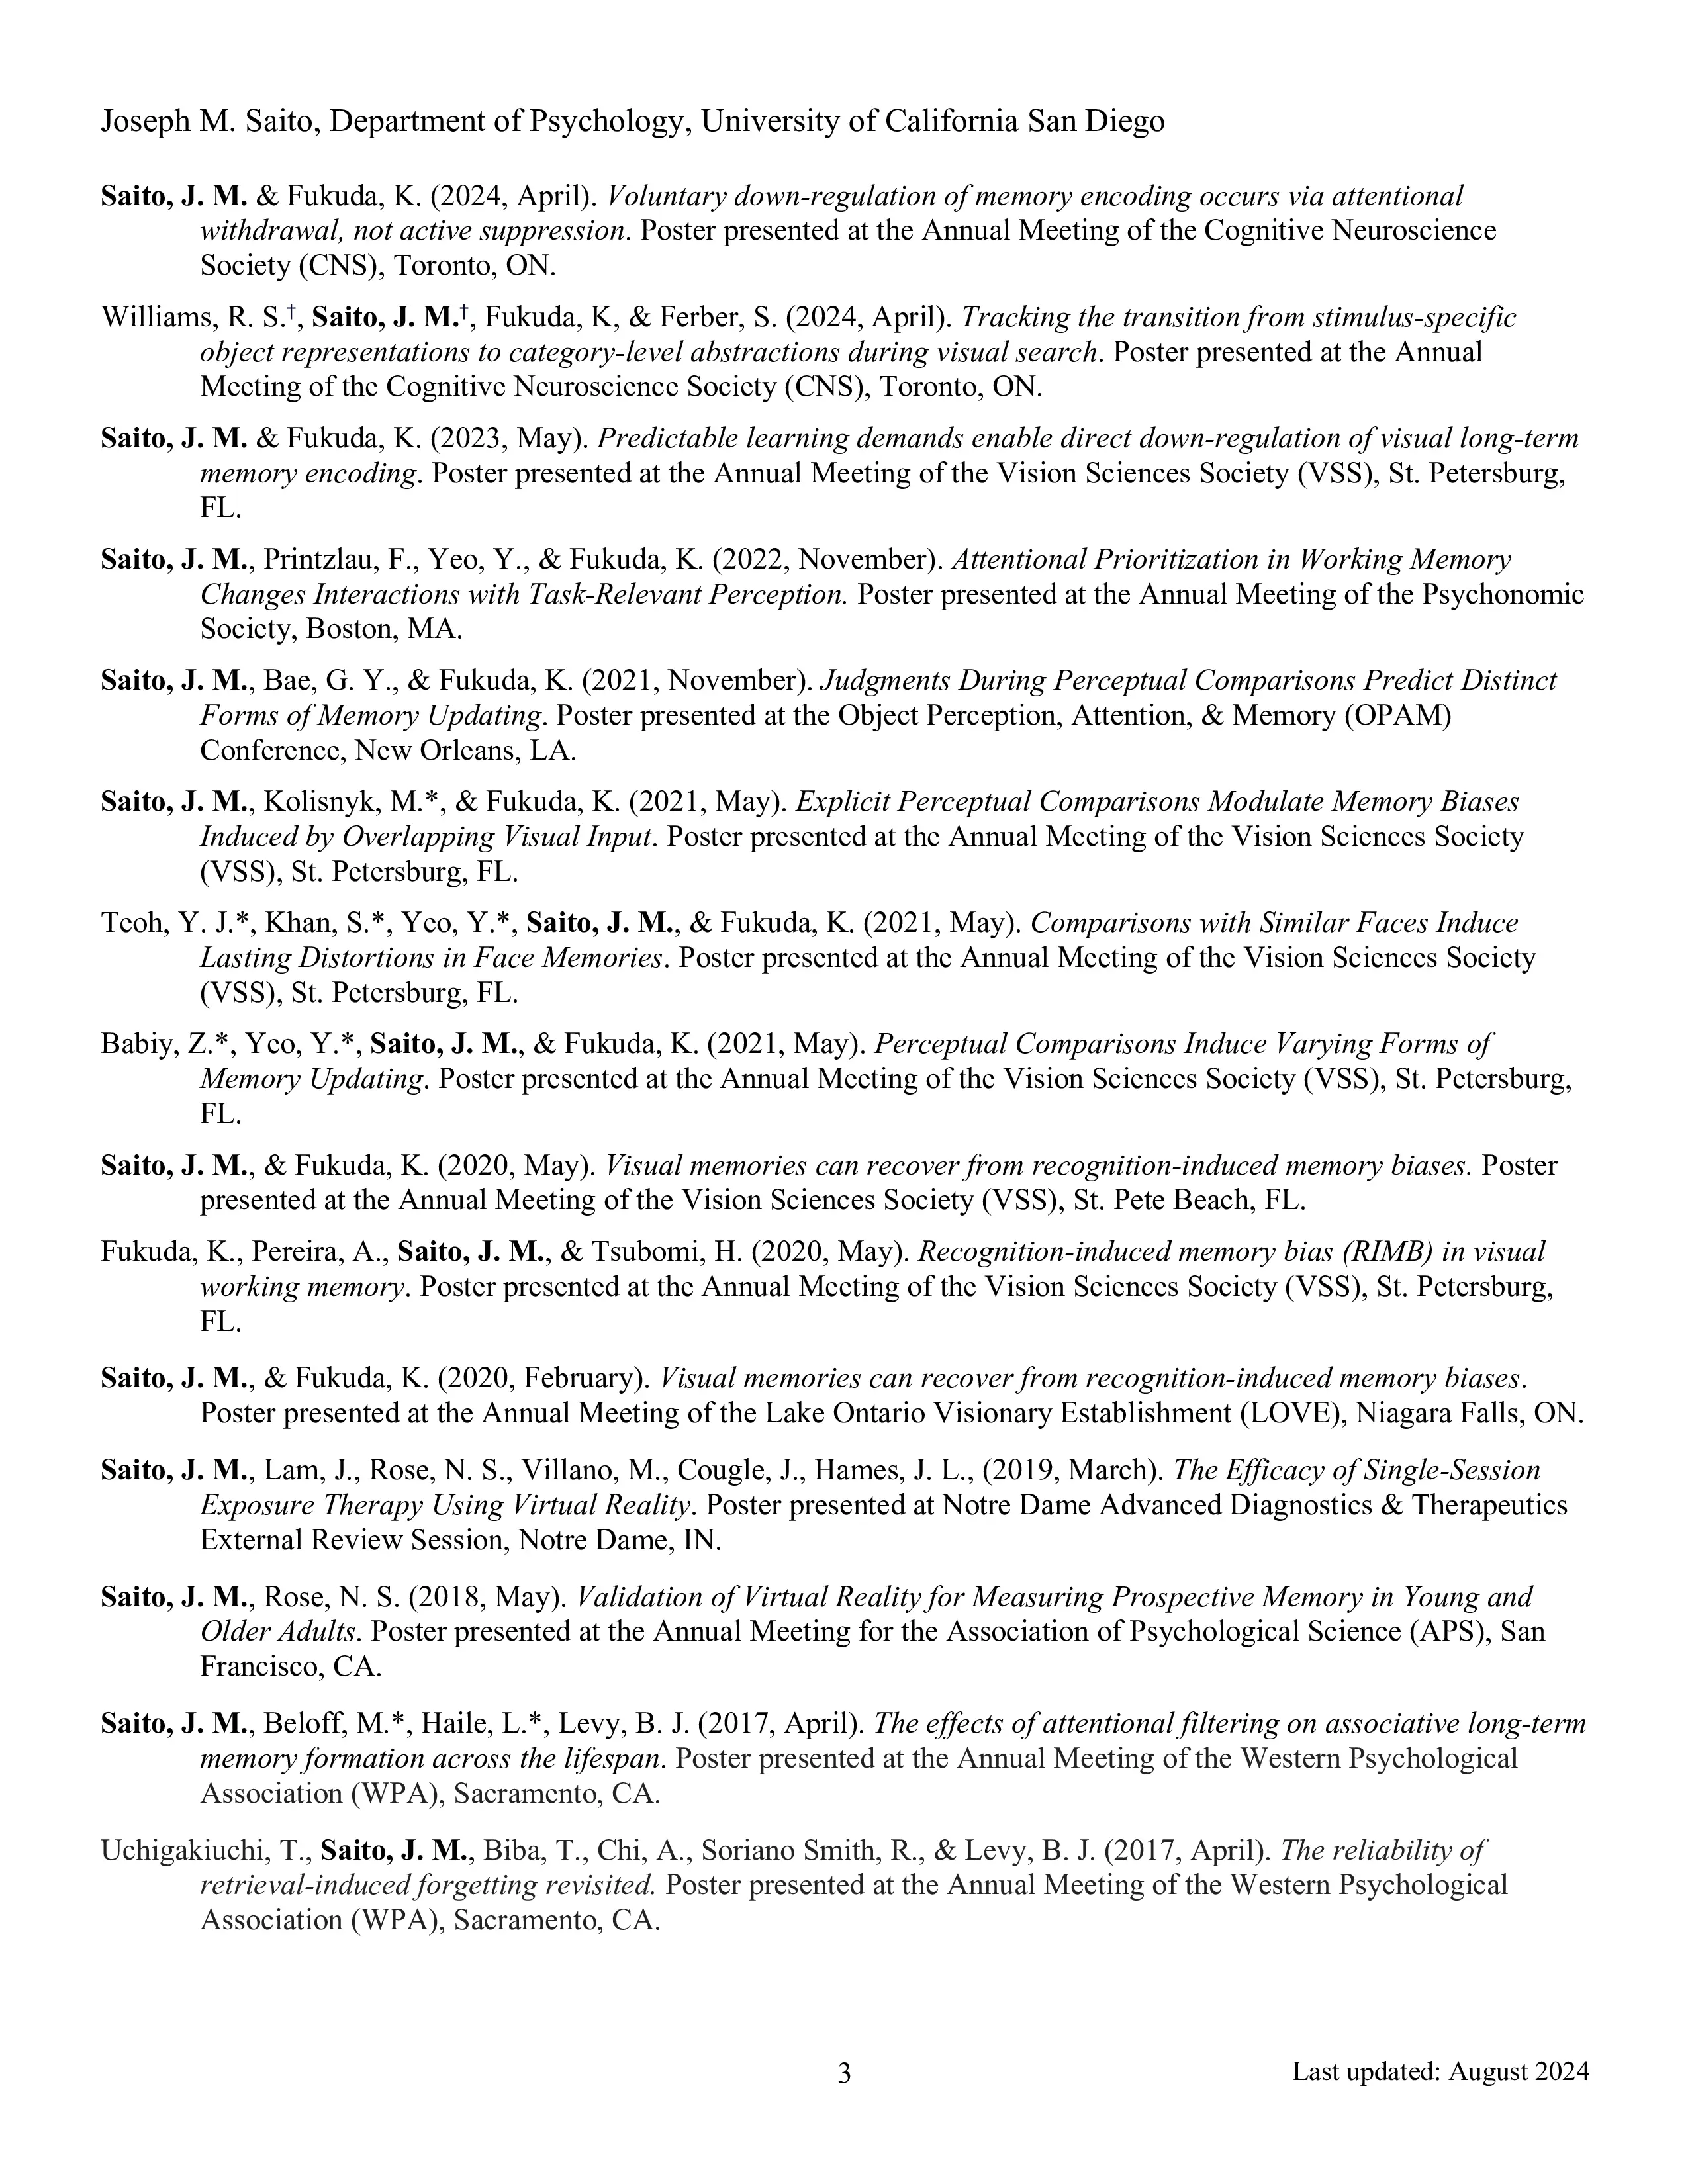 Joseph M. Saito, Department of Psychology, University of California San Diego
Saito, J. M. & Fukuda, K. (2024, April). Voluntary down-regulation of memory encoding occurs via attentional
withdrawal, not active suppression. Poster presented at the Annual Meeting of the Cognitive Neuroscience
Society (CNS), Toronto, ON.
Williams, R. S.†, Saito, J. M.†, Fukuda, K, & Ferber, S. (2024, April). Tracking the transition from stimulus-specific
object representations to category-level abstractions during visual search. Poster presented at the Annual
Meeting of the Cognitive Neuroscience Society (CNS), Toronto, ON.
Saito, J. M. & Fukuda, K. (2023, May). Predictable learning demands enable direct down-regulation of visual long-term
memory encoding. Poster presented at the Annual Meeting of the Vision Sciences Society (VSS), St. Petersburg,
FL.
Saito, J. M., Printzlau, F., Yeo, Y., & Fukuda, K. (2022, November). Attentional Prioritization in Working Memory
Changes Interactions with Task-Relevant Perception. Poster presented at the Annual Meeting of the Psychonomic
Society, Boston, MA.
Saito, J. M., Bae, G. Y., & Fukuda, K. (2021, November). Judgments During Perceptual Comparisons Predict Distinct
Forms of Memory Updating. Poster presented at the Object Perception, Attention, & Memory (OPAM)
Conference, New Orleans, LA.
Saito, J. M., Kolisnyk, M.*, & Fukuda, K. (2021, May). Explicit Perceptual Comparisons Modulate Memory Biases
Induced by Overlapping Visual Input. Poster presented at the Annual Meeting of the Vision Sciences Society
(VSS), St. Petersburg, FL.
Teoh, Y. J.*, Khan, S.*, Yeo, Y.*, Saito, J. M., & Fukuda, K. (2021, May). Comparisons with Similar Faces Induce
Lasting Distortions in Face Memories. Poster presented at the Annual Meeting of the Vision Sciences Society
(VSS), St. Petersburg, FL.
Babiy, Z.*, Yeo, Y.*, Saito, J. M., & Fukuda, K. (2021, May). Perceptual Comparisons Induce Varying Forms of
Memory Updating. Poster presented at the Annual Meeting of the Vision Sciences Society (VSS), St. Petersburg,
FL.
Saito, J. M., & Fukuda, K. (2020, May). Visual memories can recover from recognition-induced memory biases. Poster
presented at the Annual Meeting of the Vision Sciences Society (VSS), St. Pete Beach, FL.
Fukuda, K., Pereira, A., Saito, J. M., & Tsubomi, H. (2020, May). Recognition-induced memory bias (RIMB) in visual
working memory. Poster presented at the Annual Meeting of the Vision Sciences Society (VSS), St. Petersburg,
FL.
Saito, J. M., & Fukuda, K. (2020, February). Visual memories can recover from recognition-induced memory biases.
Poster presented at the Annual Meeting of the Lake Ontario Visionary Establishment (LOVE), Niagara Falls, ON.
Saito, J. M., Lam, J., Rose, N. S., Villano, M., Cougle, J., Hames, J. L., (2019, March). The Efficacy of Single-Session
Exposure Therapy Using Virtual Reality. Poster presented at Notre Dame Advanced Diagnostics & Therapeutics
External Review Session, Notre Dame, IN.
Saito, J. M., Rose, N. S. (2018, May). Validation of Virtual Reality for Measuring Prospective Memory in Young and
Older Adults. Poster presented at the Annual Meeting for the Association of Psychological Science (APS), San
Francisco, CA.
Saito, J. M., Beloff, M.*, Haile, L.*, Levy, B. J. (2017, April). The effects of attentional filtering on associative long-term
memory formation across the lifespan. Poster presented at the Annual Meeting of the Western Psychological
Association (WPA), Sacramento, CA.
Uchigakiuchi, T., Saito, J. M., Biba, T., Chi, A., Soriano Smith, R., & Levy, B. J. (2017, April). The reliability of
retrieval-induced forgetting revisited. Poster presented at the Annual Meeting of the Western Psychological
Association (WPA), Sacramento, CA.
3
Last updated: August 2024